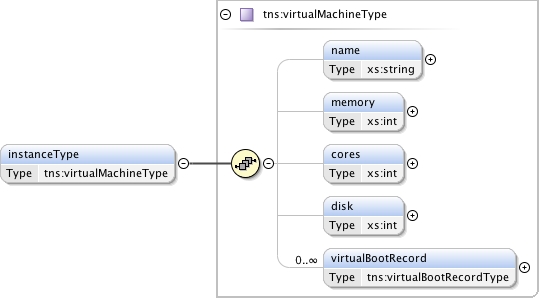 tns:virtualMachineType
name
Type xs:string
memory
Type xs:int
instanceType
Type tns:virtualMachineType
cores
Type xs:int
disk
Type xs:int
0..∞
virtualBootRecord
Type tns:virtualBootRecordType